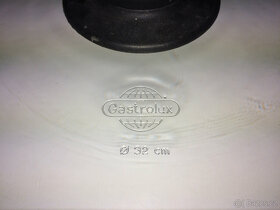 Gastrolux
Ø 32 cm